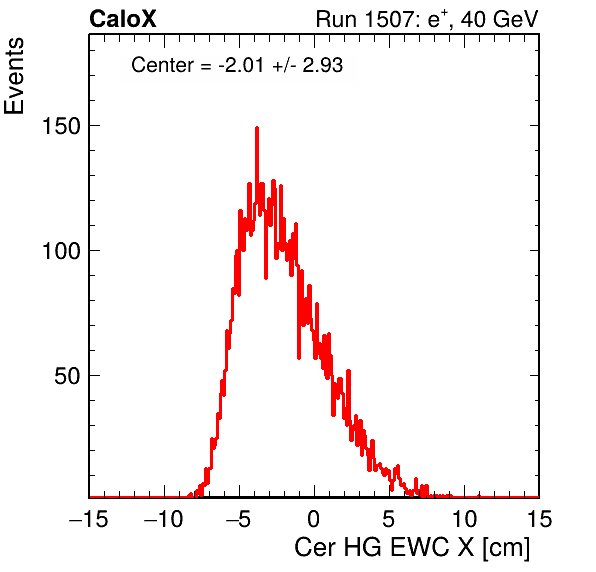 CaloX
Run 1507: e⁺, 40 GeV
Events
Center = -2.01 +/- 2.93
150
100
50
−15 −10 −5 0 5 10 15
Cer HG EWC X [cm]